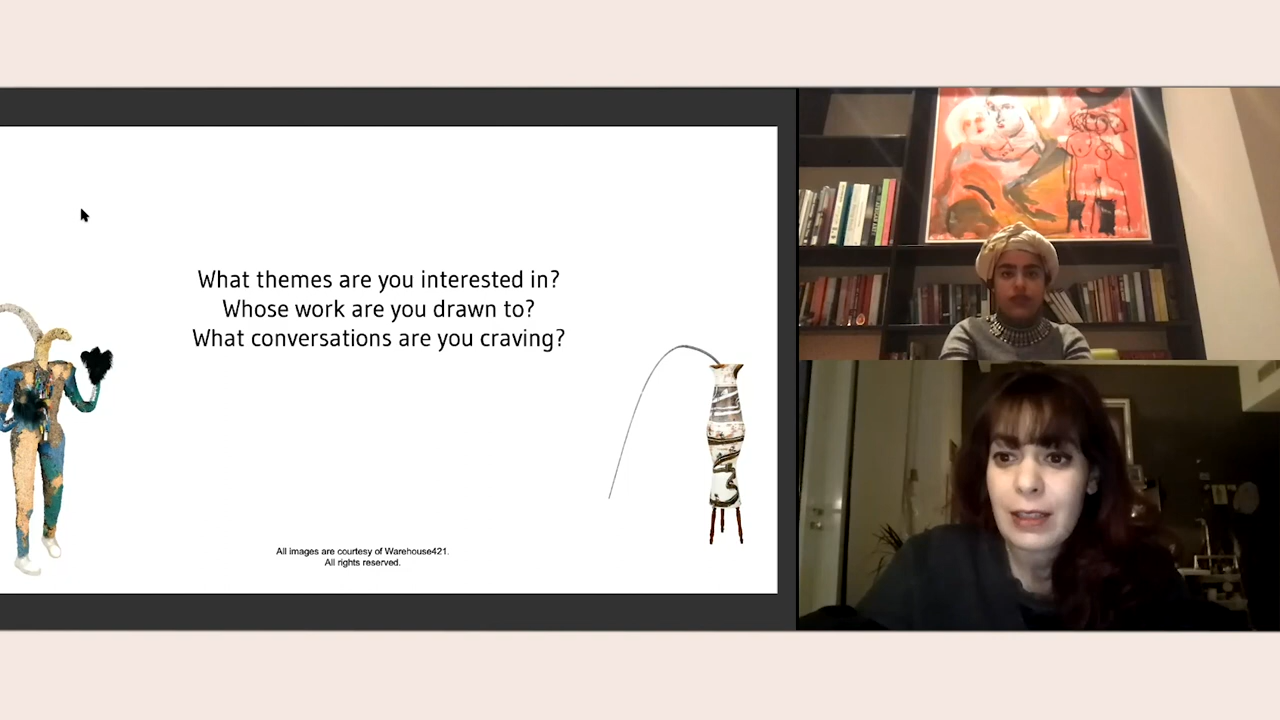 What themes are you interested in?
Whose work are you drawn to?
What conversations are you craving?
All images are courtesy of Warehouse421.
All rights reserved.